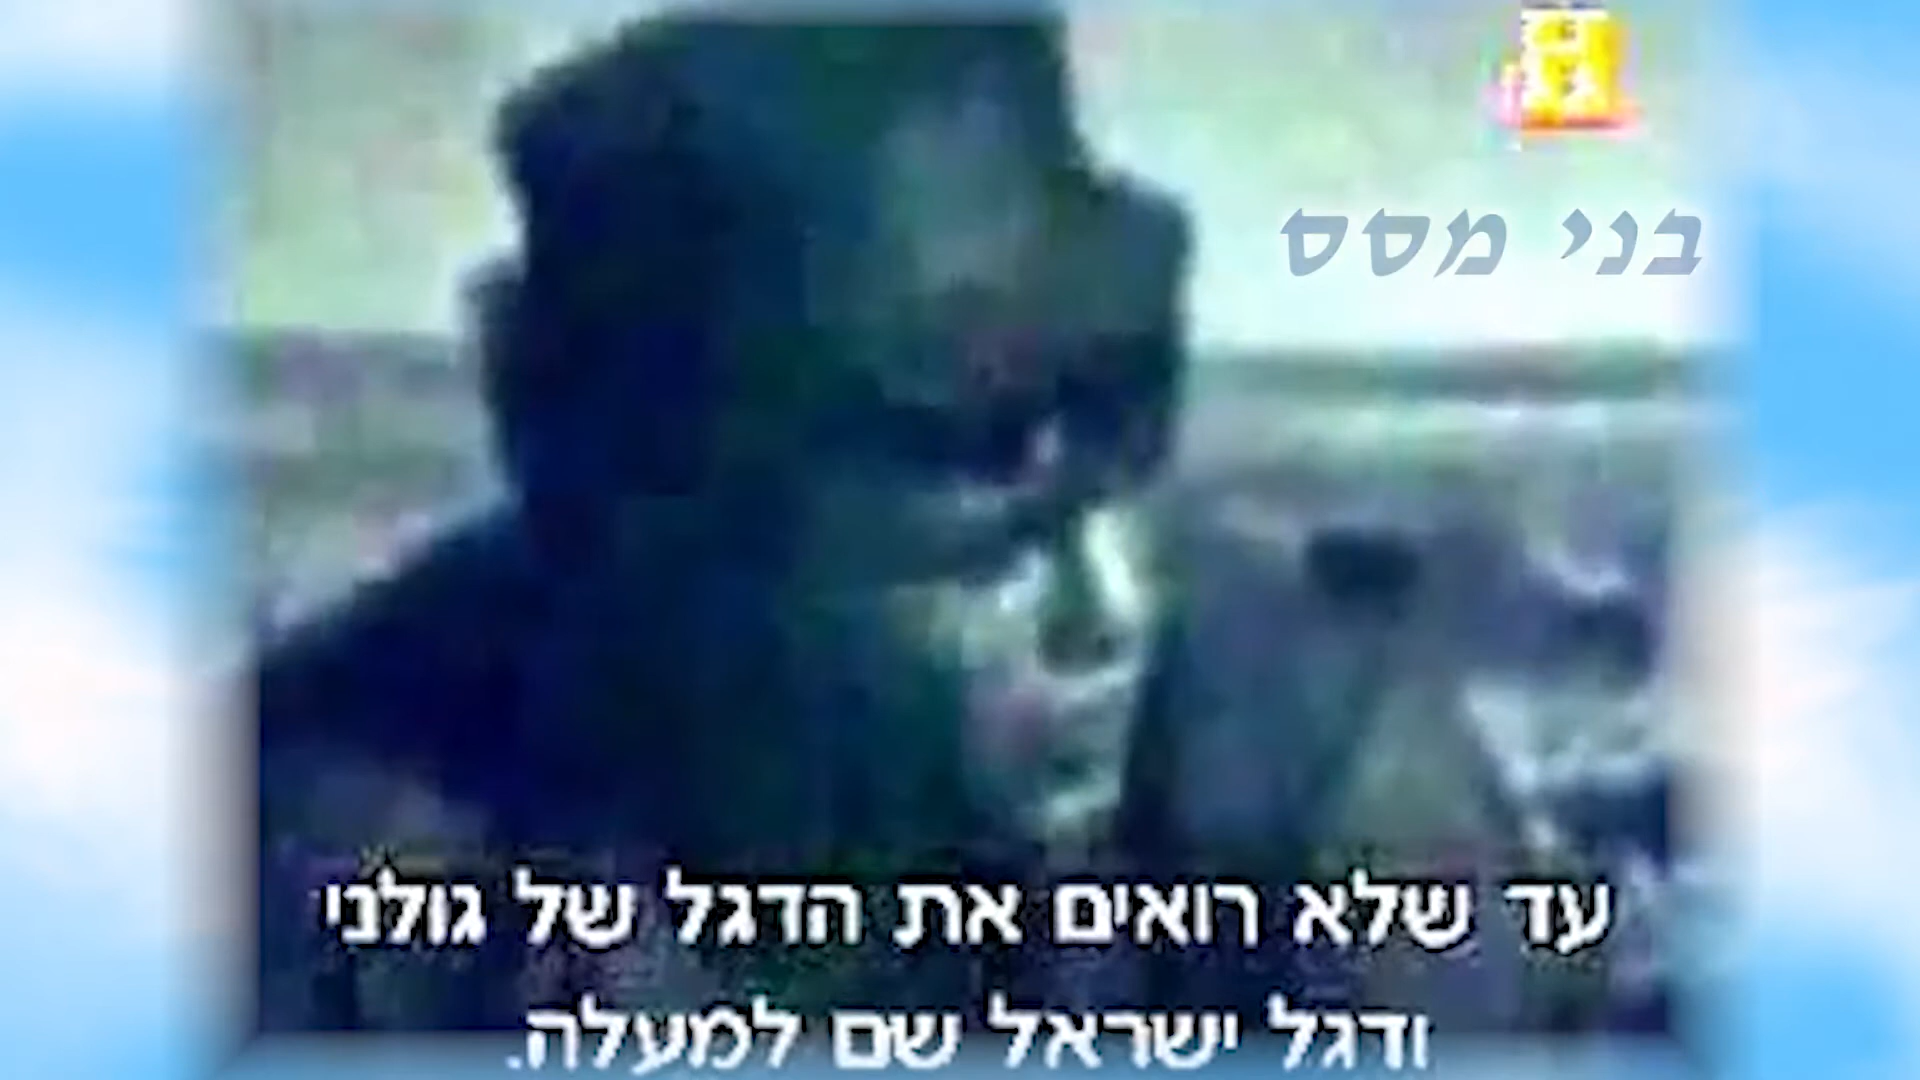 בני מסס
עד שלא רואים את הדגל של גולני
ודגל ישראל שם למעלה.